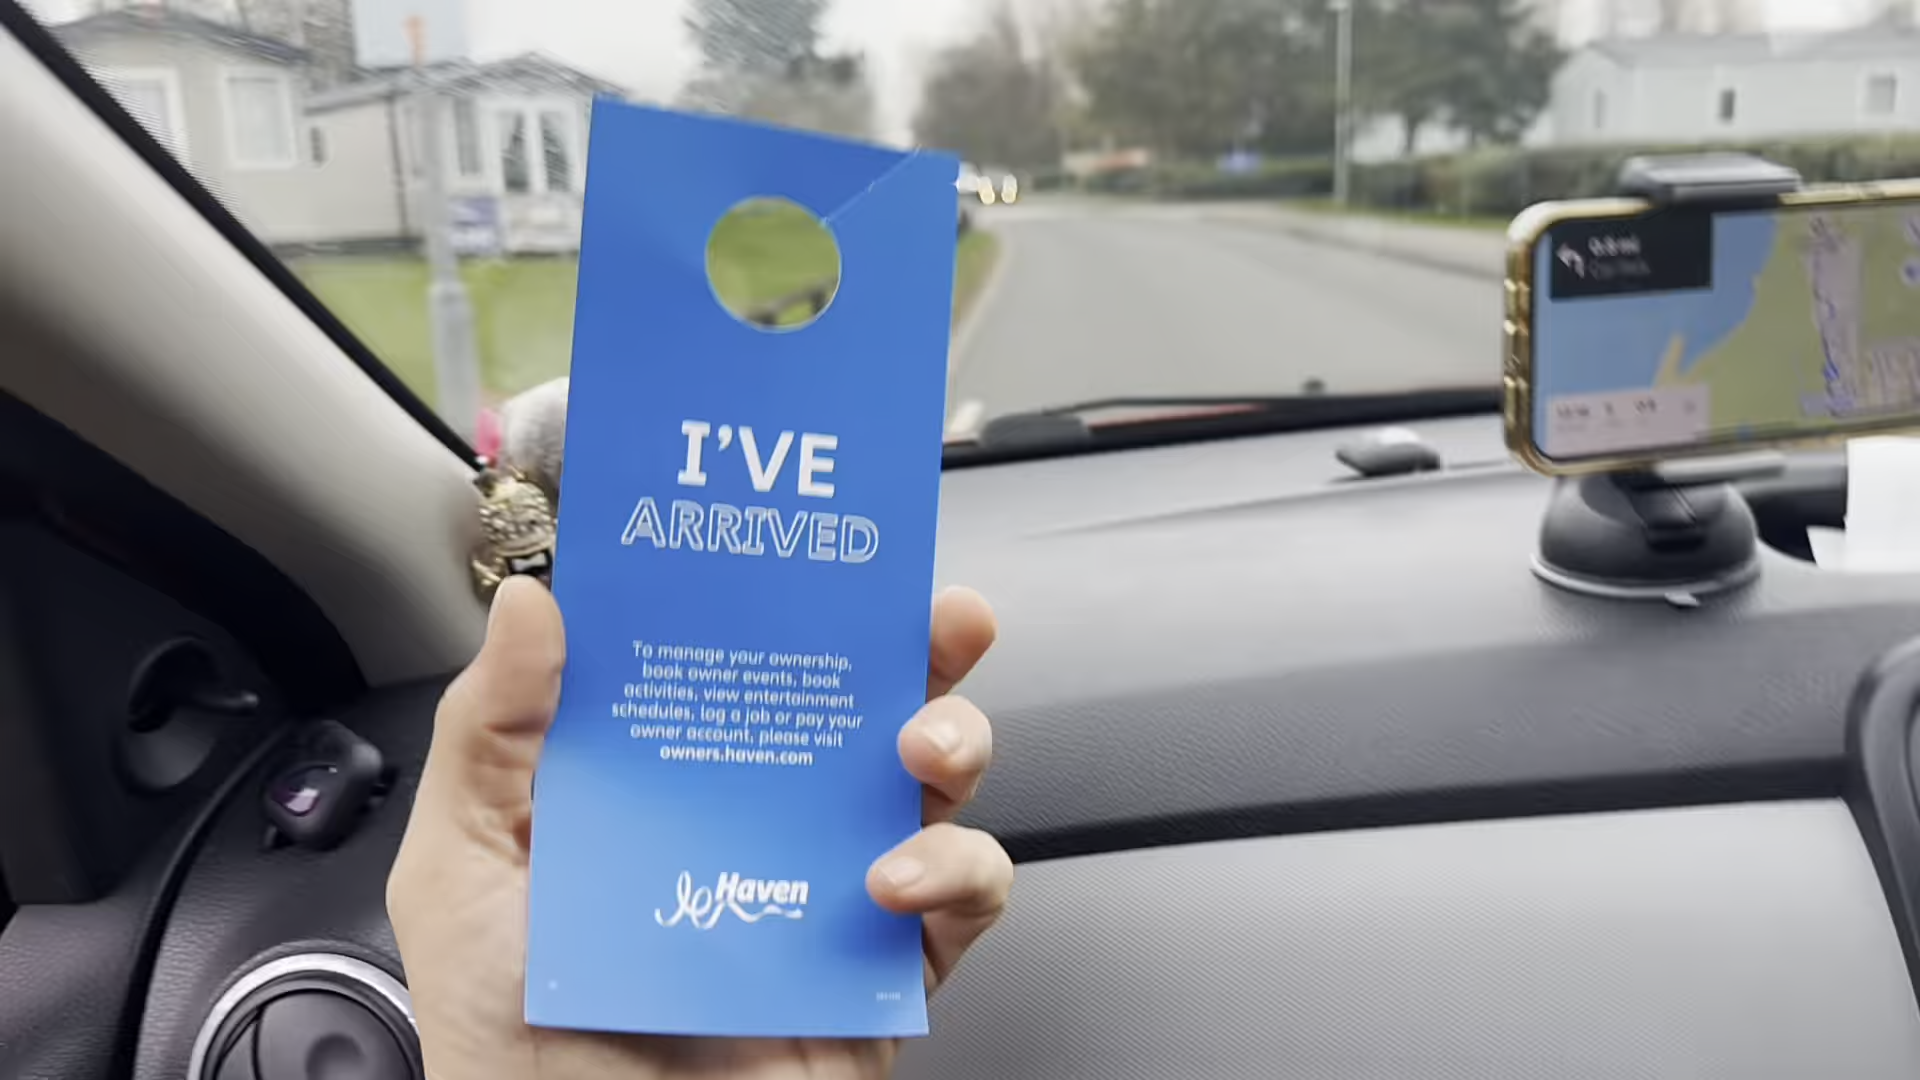 I'VE
ARRIVED
To manage your ownership,
book owner events, book
activities, view entertainment
schedules, log a job or pay your
owner account, please visit
owners.haven.com
Haven